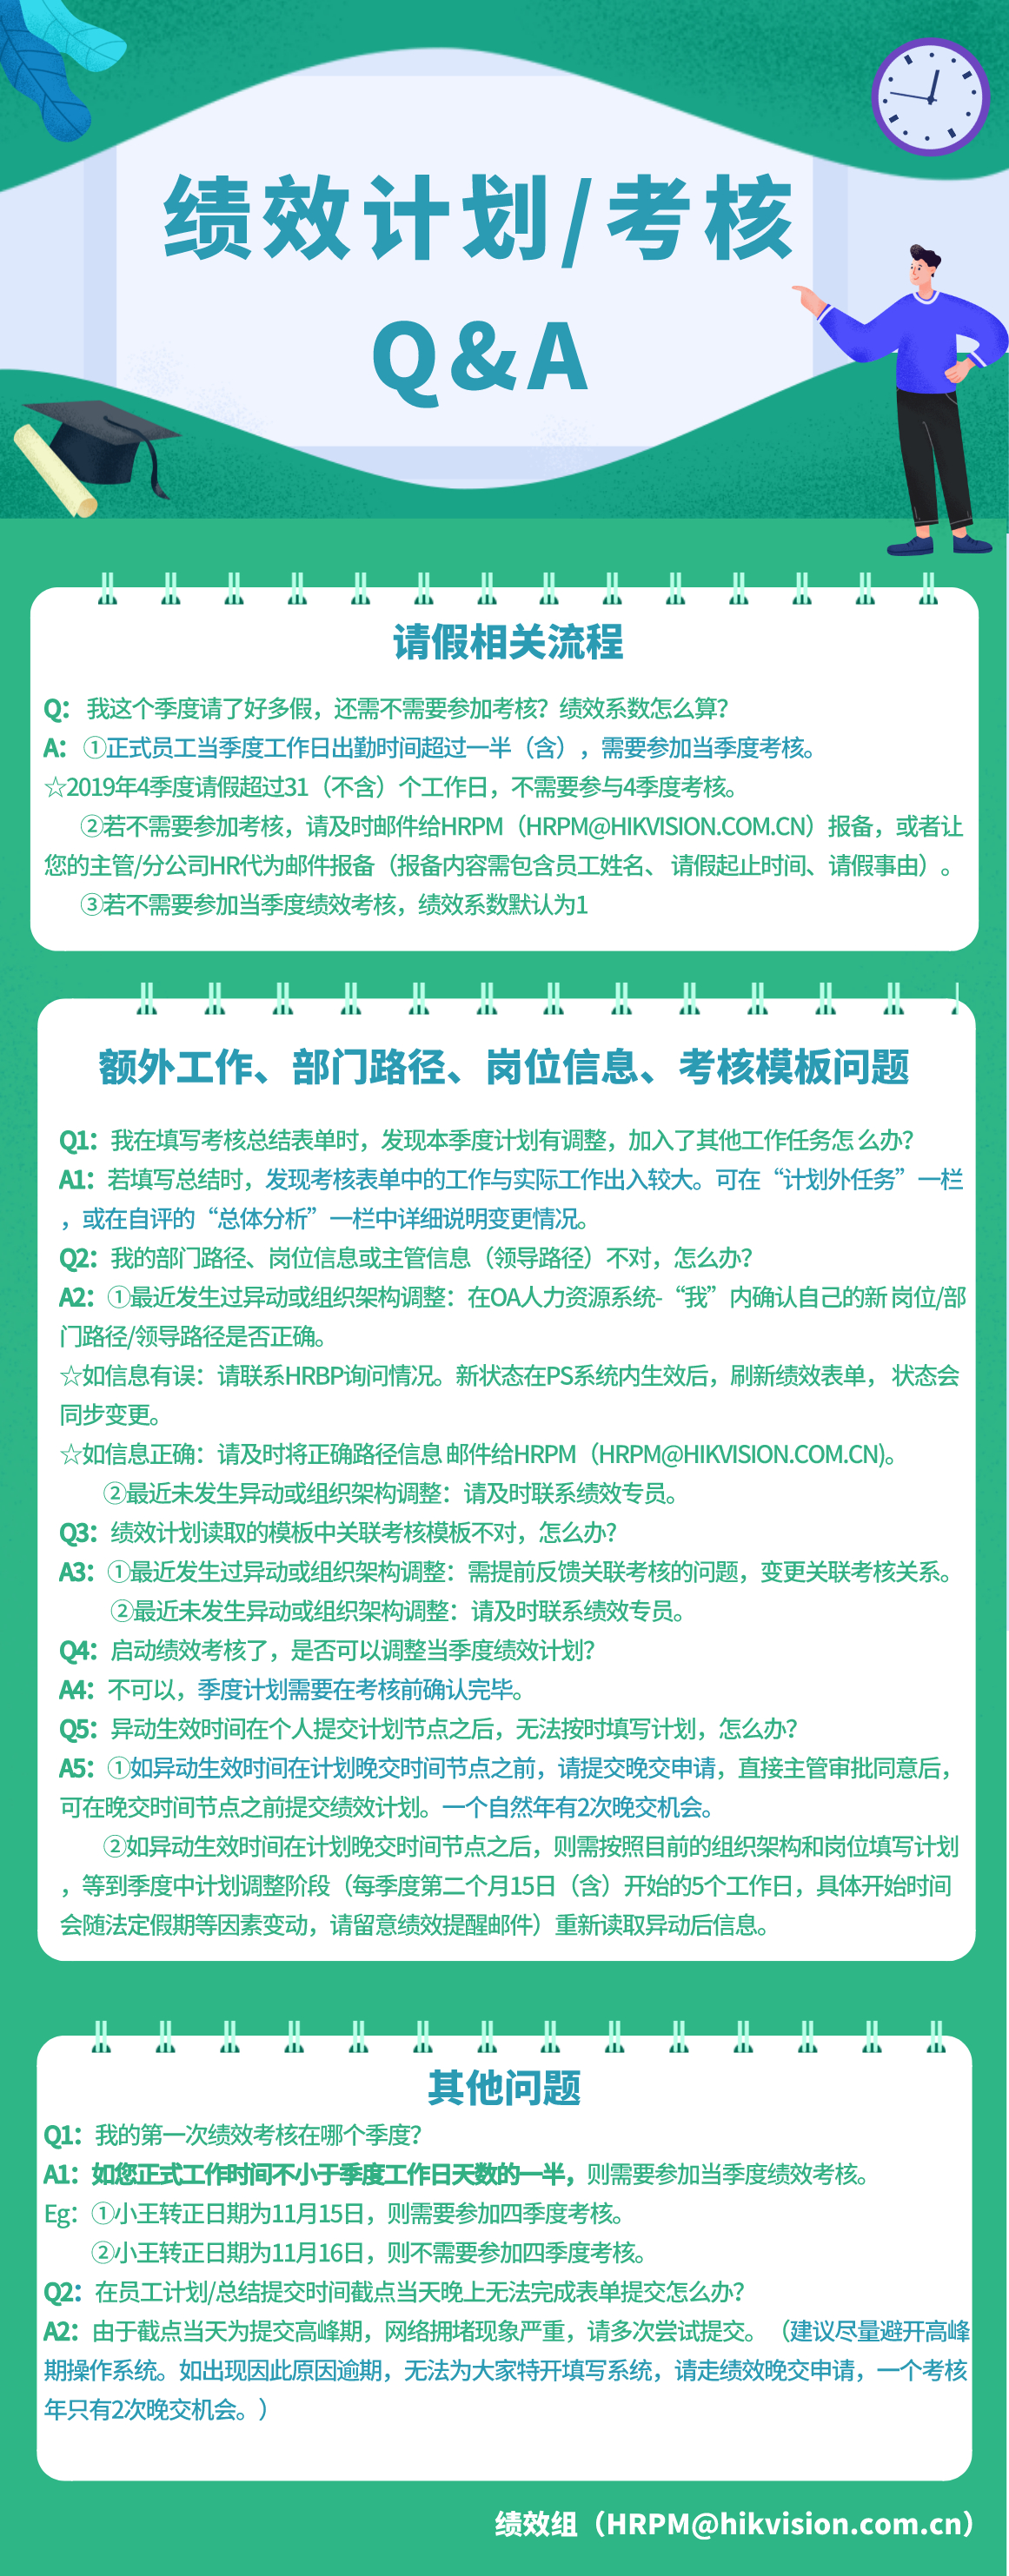 绩效计划/考核
Q&A
请假相关流程
Q： 我这个季度请了好多假，还需不需要参加考核？绩效系数怎么算？
A： ①正式员工当季度工作日出勤时间超过一半（含），需要参加当季度考核。
☆2019年4季度请假超过31（不含）个工作日，不需要参与4季度考核。
②若不需要参加考核，请及时邮件给HRPM（HRPM@HIKVISION.COM.CN）报备，或者让
您的主管/分公司HR代为邮件报备（报备内容需包含员工姓名、 请假起止时间、请假事由）。
③若不需要参加当季度绩效考核，绩效系数默认为1
额外工作、部门路径、岗位信息、考核模板问题
Q1： 我在填写考核总结表单时，发现本季度计划有调整，加入了其他工作任务怎么办？
A1：若填写总结时，发现考核表单中的工作与实际工作出入较大。可在“计划外任务”一栏
，或在自评的“总体分析”一栏中详细说明变更情况。
Q2： 我的部门路径、岗位信息或主管信息（领导路径）不对，怎么办？
A2：①最近发生过异动或组织架构调整：在OA人力资源系统-“我”内确认自己的新岗位/部
门路径/领导路径是否正确。
☆如信息有误：请联系HRBP询问情况。新状态在PS系统内生效后，刷新绩效表单， 状态会
同步变更。
☆如信息正确：请及时将正确路径信息 邮件给HRPM（HRPM@HIKVISION.COM.CN)。
②最近未发生异动或组织架构调整：请及时联系绩效专员。
Q3： 绩效计划读取的模板中关联考核模板不对，怎么办？
A3：①最近发生过异动或组织架构调整：需提前反馈关联考核的问题，变更关联考核关系。
②最近未发生异动或组织架构调整：请及时联系绩效专员。
Q4： 启动绩效考核了，是否可以调整当季度绩效计划？
A4：不可以，季度计划需要在考核前确认完毕。
Q5： 异动生效时间在个人提交计划节点之后，无法按时填写计划，怎么办？
A5：①如异动生效时间在计划晚交时间节点之前，请提交晚交申请，直接主管审批同意后，
可在晚交时间节点之前提交绩效计划。一个自然年有2次晚交机会。
②如异动生效时间在计划晚交时间节点之后，则需按照目前的组织架构和岗位填写计划
，等到季度中计划调整阶段（每季度第二个月15日（含）开始的5个工作日，具体开始时间
会随法定假期等因素变动，请留意绩效提醒邮件）重新读取异动后信息。
其他问题
Q1： 我的第一次绩效考核在哪个季度？
A1：如您正式工作时间不小于季度工作日天数的一半，则需要参加当季度绩效考核。
Eg：①小王转正日期为11月15日，则需要参加四季度考核。
②小王转正日期为11月16日，则不需要参加四季度考核。
Q2：在员工计划/总结提交时间截点当天晚上无法完成表单提交怎么办？
A2：由于截点当天为提交高峰期，网络拥堵现象严重，请多次尝试提交。（建议尽量避开高峰
期操作系统。如出现因此原因逾期，无法为大家特开填写系统，请走绩效晚交申请，一个考核
年只有2次晚交机会。）
绩效组（HRPM@hikvision.com.cn）